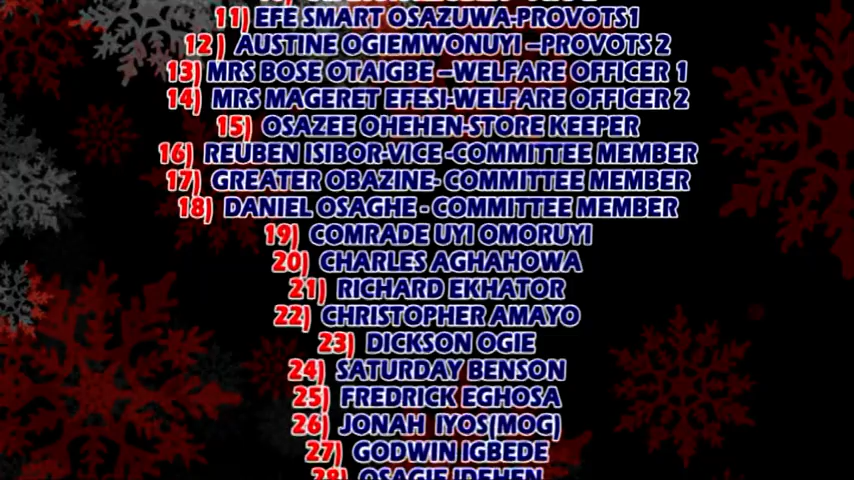 11) EFE SMART OSAZUWA-PROVOTS1
12 ) AUSTINE OGIEMWONUYI –PROVOTS 2
13) MRS BOSE OTAIGBE –WELFARE OFFICER 1
14) MRS MAGERET EFESI-WELFARE OFFICER 2
15) OSAZEE OHEHEN-STORE KEEPER
16) REUBEN ISIBOR-VICE -COMMITTEE MEMBER
17) GREATER OBAZINE- COMMITTEE MEMBER
18) DANIEL OSAGHE - COMMITTEE MEMBER
19) COMRADE UYI OMORUYI
20) CHARLES AGHAHOWA
21) RICHARD EKHATOR
22) CHRISTOPHER AMAYO
23) DICKSON OGIE
24) SATURDAY BENSON
25) FREDRICK EGHOSA
26) JONAH IYOS(MOG)
27) GODWIN IGBEDE
28) OSAGIE IDEHEN